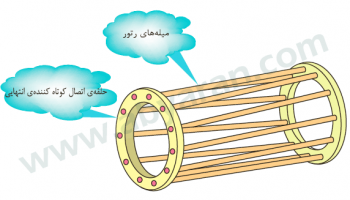 میله‌های رتور
حلقه‌ی اتصال کوتاه کننده‌ی انتهایی